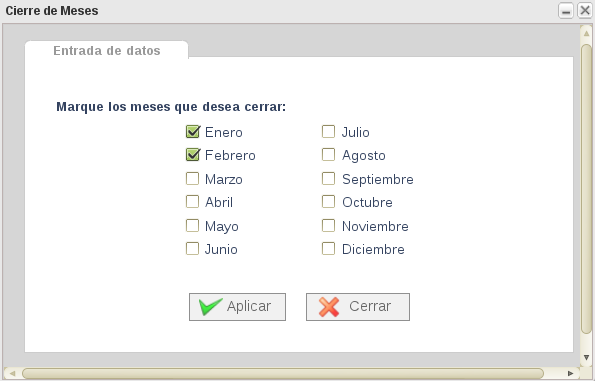 Cierre de Meses
Entrada de datos
Marque los meses que desea cerrar:
Enero
Julio
Febrero
Agosto
Marzo
Septiembre
Abril
Octubre
Mayo
Noviembre
Junio
Diciembre
Aplicar
Cerrar